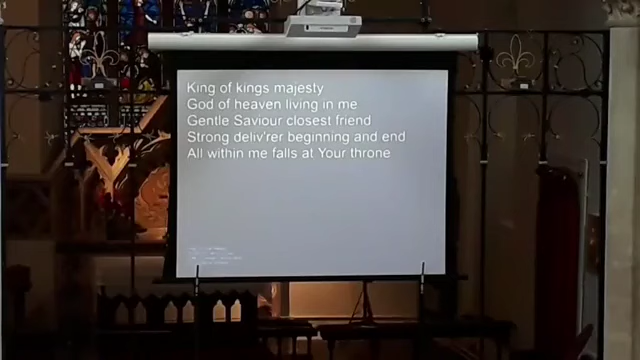 King of kings majesty
God of heaven living in me
Gentle Saviour closest friend
Strong deliv'rer beginning and end
All within me falls at Your throne